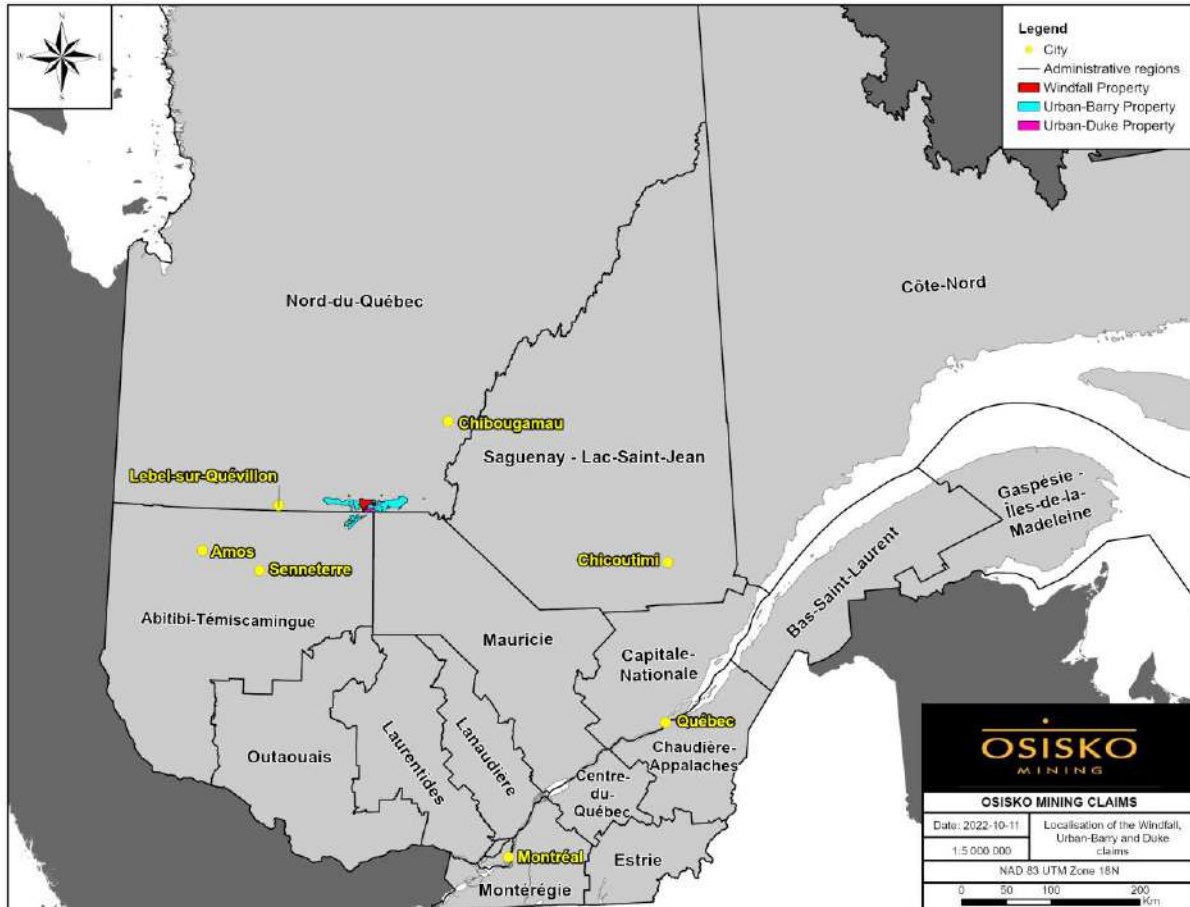 N
W
E
S
Legend
City
Administrative regions
Windfall Property
Urban-Barry Property
Urban-Duke Property
Nord-du-Québec
Côte-Nord
Chibougamau
Saguenay - Lac-Saint-Jean
Lebel-sur-Quévillon
Gaspésie -
Îles-de-la-
Madeleine
Amos
Senneterre
Chicoutimi
Bas-Saint-Laurent
Abitibi-Témiscamingue
Mauricie
Capitale-
Nationale
Québec
Outaouais
Laurentides
Lanaudière
Chaudière-
Appalaches
Centre-
du-
Québec
Montréal
Estrie
Montérégie
OSISKO
MINING
OSISKO MINING CLAIMS
Date: 2022-10-11
Localisation of the Windfall,
Urban-Barry and Duke
claims
1:5 000 000
NAD 83 UTM Zone 18N
0 50 100 200
Km